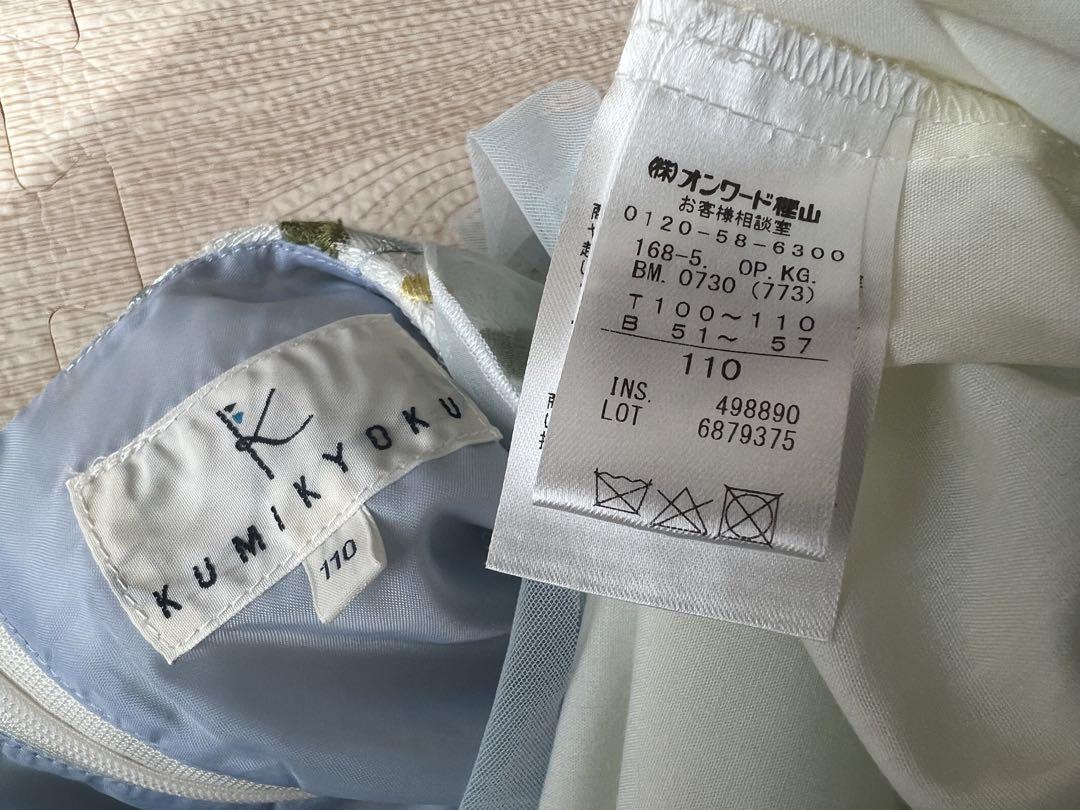 KUMIKYOKU
110
(株)オンワード樫山
お客様相談室
0120-58-6300
168-5. OP. KG.
BM. 0730 (773)
T 100～110
B 51～ 57
110
INS. 498890
LOT 6879375